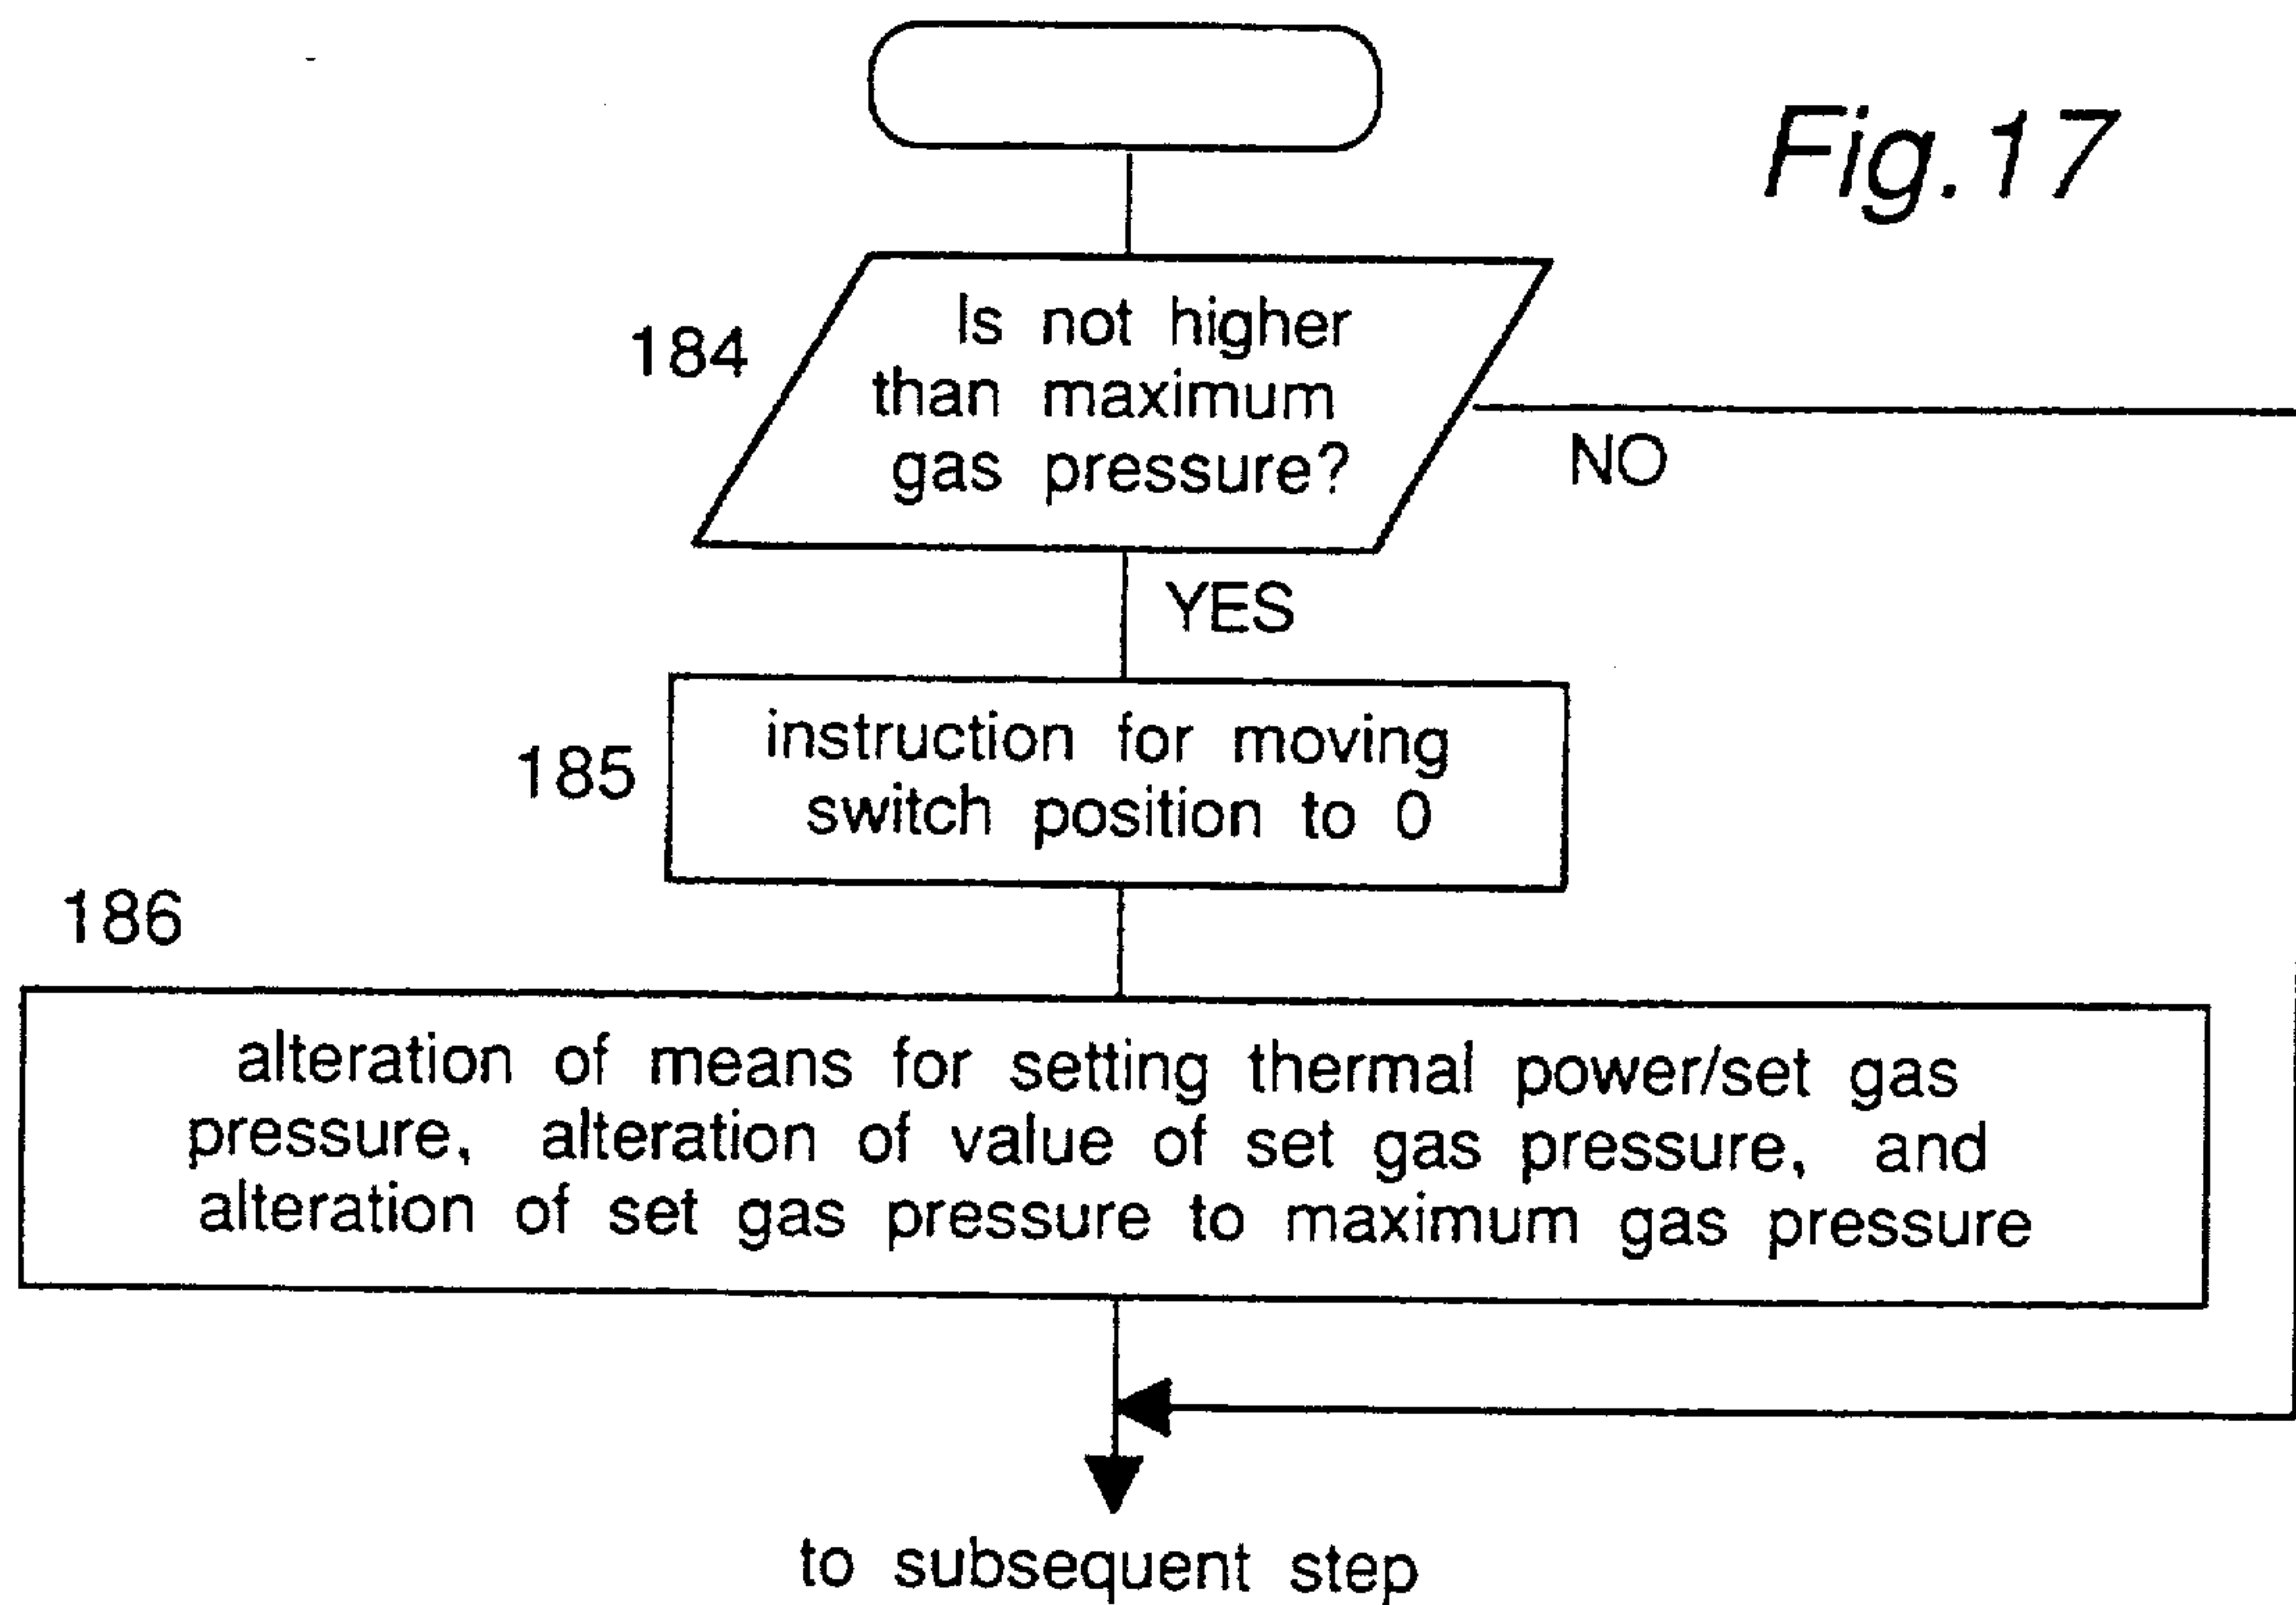 Fig.17
184
Is not higher
than maximum
gas pressure?
NO
YES
185
instruction for moving
switch position to 0
186
alteration of means for setting thermal power/set gas
pressure, alteration of value of set gas pressure, and
alteration of set gas pressure to maximum gas pressure
to subsequent step